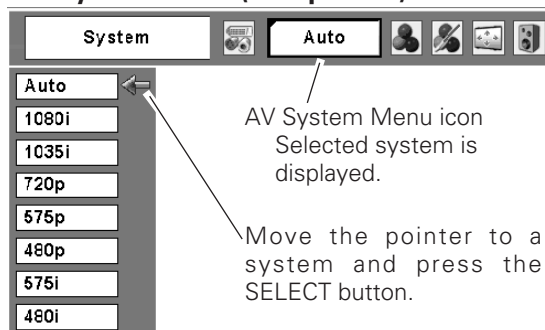 System
Auto
Auto
1080i
1035i
720p
575p
480p
575i
480i
AV System Menu icon
Selected system is
displayed.
Move the pointer to a
system and press the
SELECT button.